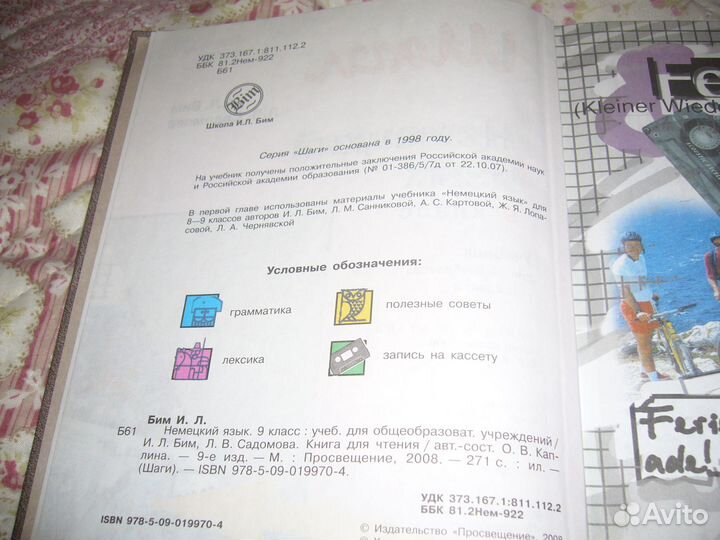 УДК 373.167.1:811.112.2
ББК 81.2Нем-922
Б61
Bim
Школа И.Л. Бим
Серия «Шаги» основана в 1998 году.
На учебник получены положительные заключения Российской академии наук
и Российской академии образования (№ 01-386/5/7д от 22.10.07).
В первой главе использованы материалы учебника «Немецкий язык» для
8—9 классов авторов И. Л. Бим, Л. М. Санниковой, А. С. Картовой, Ж. Я. Лопа-
совой, Л. А. Чернявской
Условные обозначения:
грамматика
полезные советы
лексика
запись на кассету
Бим И. Л.
Б61 Немецкий язык. 9 класс : учеб. для общеобразоват. учреждений /
И. Л. Бим, Л. В. Садомова. Книга для чтения / авт.-сост. О. В. Кап-
лина. — 9-е изд. — М. : Просвещение, 2008. — 271 с. : ил. —
(Шаги). — ISBN 978-5-09-019970-4.
УДК 373.167.1:811.112.2
ББК 81.2Нем-922
ISBN 978-5-09-019970-4
© Издательство «Просвещение», 2008
Fe
(Kleiner Wied
Feri
ade!
Avito